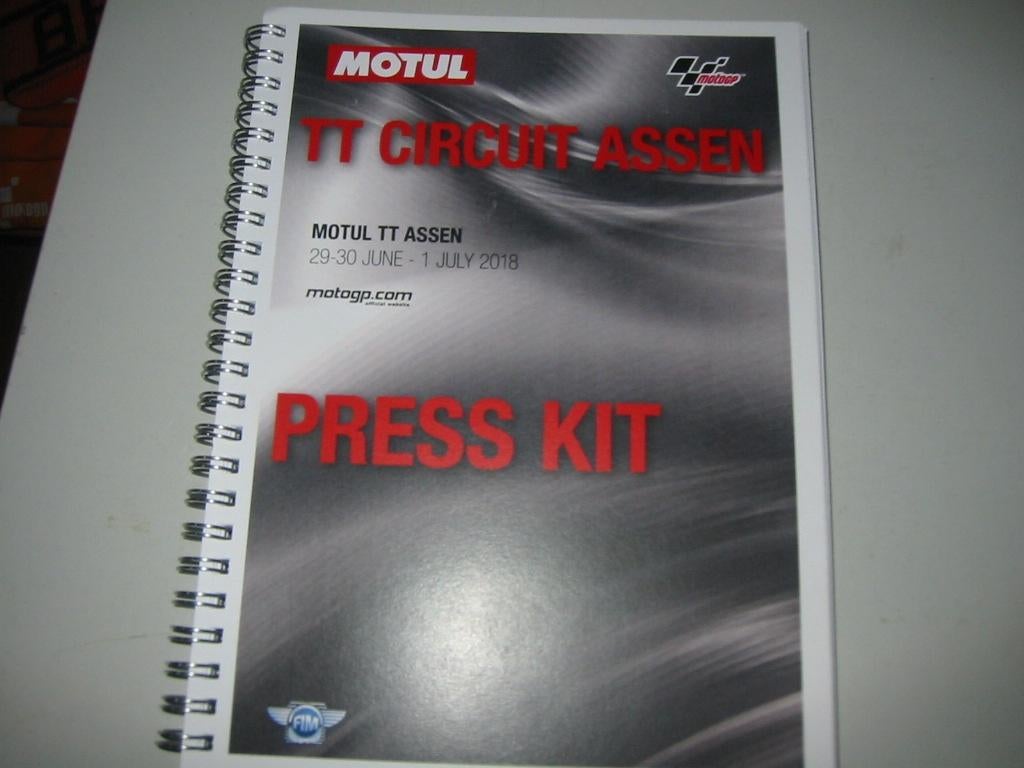 MOTUL
motoGP
TT CIRCUIT ASSEN
MOTUL TT ASSEN
29-30 JUNE - 1 JULY 2018
motogp.com
official website
PRESS KIT
FIM